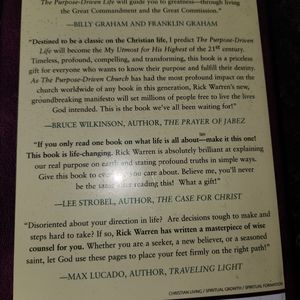 The Purpose-Driven
Life will guide you to greatness—through living
the Great Commandment and the Great Commission."
—BILLY GRAHAM AND FRANKLIN GRAHAM
"Destined to be a classic on the Christian life, I predict The Purpose-Driven
Life will become the My Utmost for His Highest of the 21st century.
Timeless, profound, compelling, and transforming, this book is a priceless
gift for everyone who wants to know their purpose and fulfill their destiny.
As The Purpose-Driven Church has had the most profound impact on the
church worldwide of any book in this generation, Rick Warren's new,
groundbreaking manifesto will set millions of people free to live the lives
God intended. This is the book we've all been waiting for!"
—BRUCE WILKINSON, AUTHOR, THE PRAYER OF JABEZ
"If you only read one book on what life is all about—make it this one!
This book is life-changing. Rick Warren is absolutely brilliant at explaining
our real purpose on earth and stating profound truths in simple ways.
Give this book to everyone you care about. Believe me, you'll never
be the same after reading this! What a gift!"
—LEE STROBEL, AUTHOR, THE CASE FOR CHRIST
"Disoriented about your direction in life? Are decisions tough to make and
steps hard to take? If so, Rick Warren has written a masterpiece of wise
counsel for you. Whether you are a seeker, a new believer, or a seasoned
saint, let God use these pages to place your feet firmly on the right path!"
—MAX LUCADO, AUTHOR, TRAVELING LIGHT
CHRISTIAN LIVING / SPIRITUAL GROWTH / SPIRITUAL FORMATION